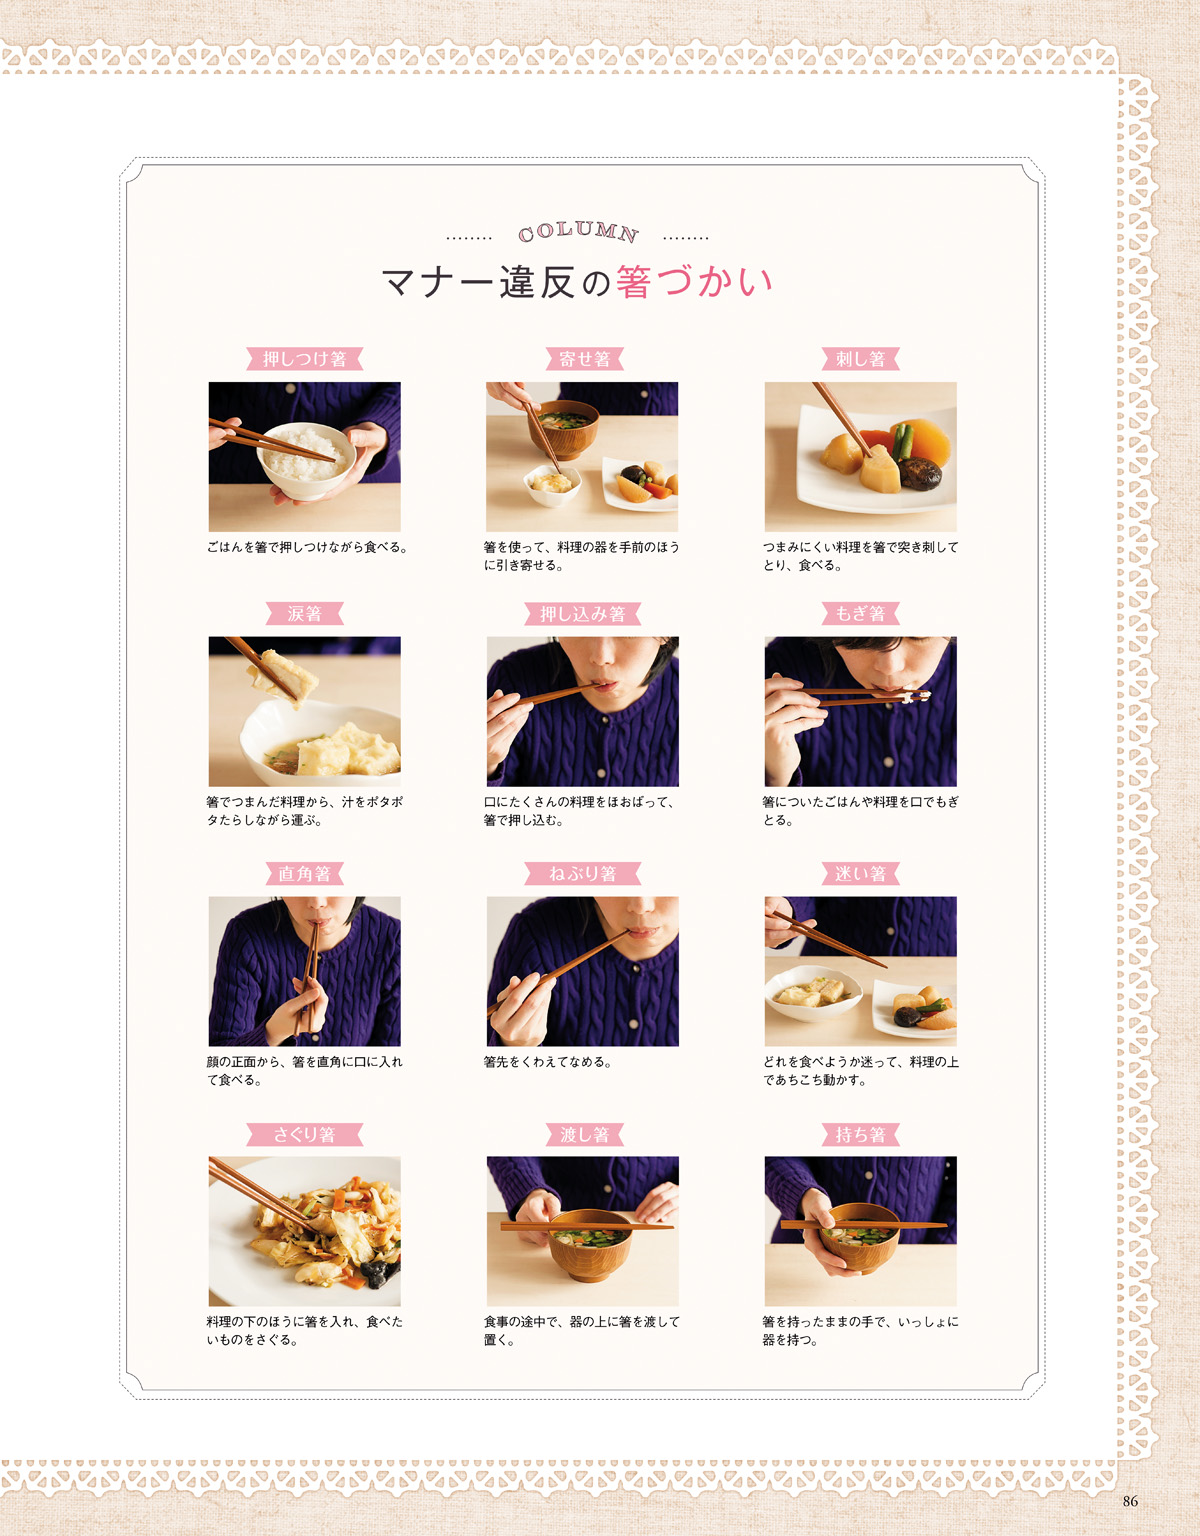 COLUMN
マナー違反の箸づかい
押しつけ箸
ごはんを箸で押しつけながら食べる。
寄せ箸
箸を使って、料理の器を手前のほう
に引き寄せる。
刺し箸
つまみにくい料理を箸で突き刺して
とり、食べる。
涙箸
箸でつまんだ料理から、汁をポタポ
タたらしながら運ぶ。
押し込み箸
口にたくさんの料理をほおばって、
箸で押し込む。
もぎ箸
箸についたごはんや料理を口でもぎ
とる。
直角箸
顔の正面から、箸を直角に口に入れ
て食べる。
ねぶり箸
箸先をくわえてなめる。
迷い箸
どれを食べようか迷って、料理の上
であちこち動かす。
さぐり箸
料理の下のほうに箸を入れ、食べた
いものをさぐる。
渡し箸
食事の途中で、器の上に箸を渡して
置く。
持ち箸
箸を持ったままの手で、いっしょに
器を持つ。
86